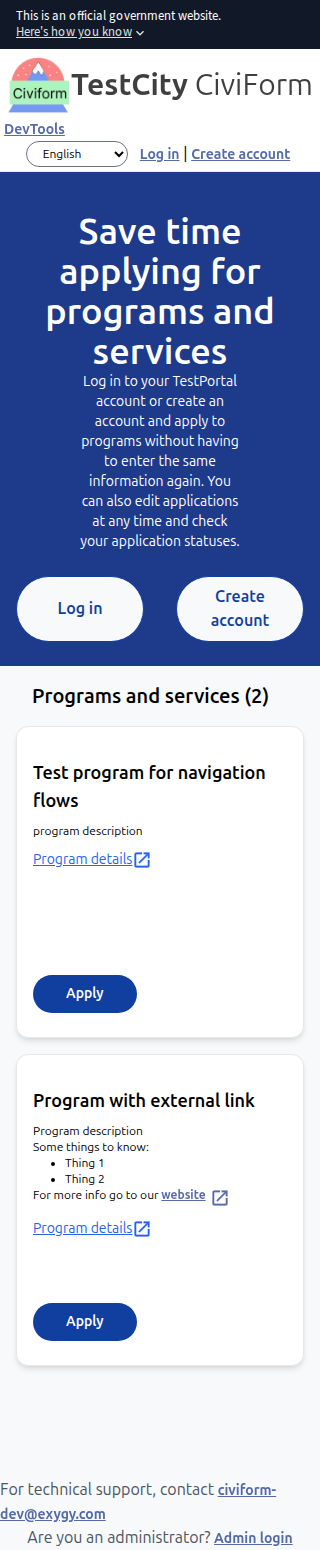 This is an official government website.
Here's how you know
Civiform
TestCity CiviForm
DevTools
English
Log in | Create account
Save time
applying for
programs and
services
Log in to your TestPortal
account or create an
account and apply to
programs without having
to enter the same
information again. You
can also edit applications
at any time and check
your application statuses.
Log in
Create
account
Programs and services (2)
Test program for navigation
flows
program description
Program details
Apply
Program with external link
Program description
Some things to know:
• Thing 1
• Thing 2
For more info go to our website
Program details
Apply
For technical support, contact civiform-
dev@exygy.com
Are you an administrator? Admin login